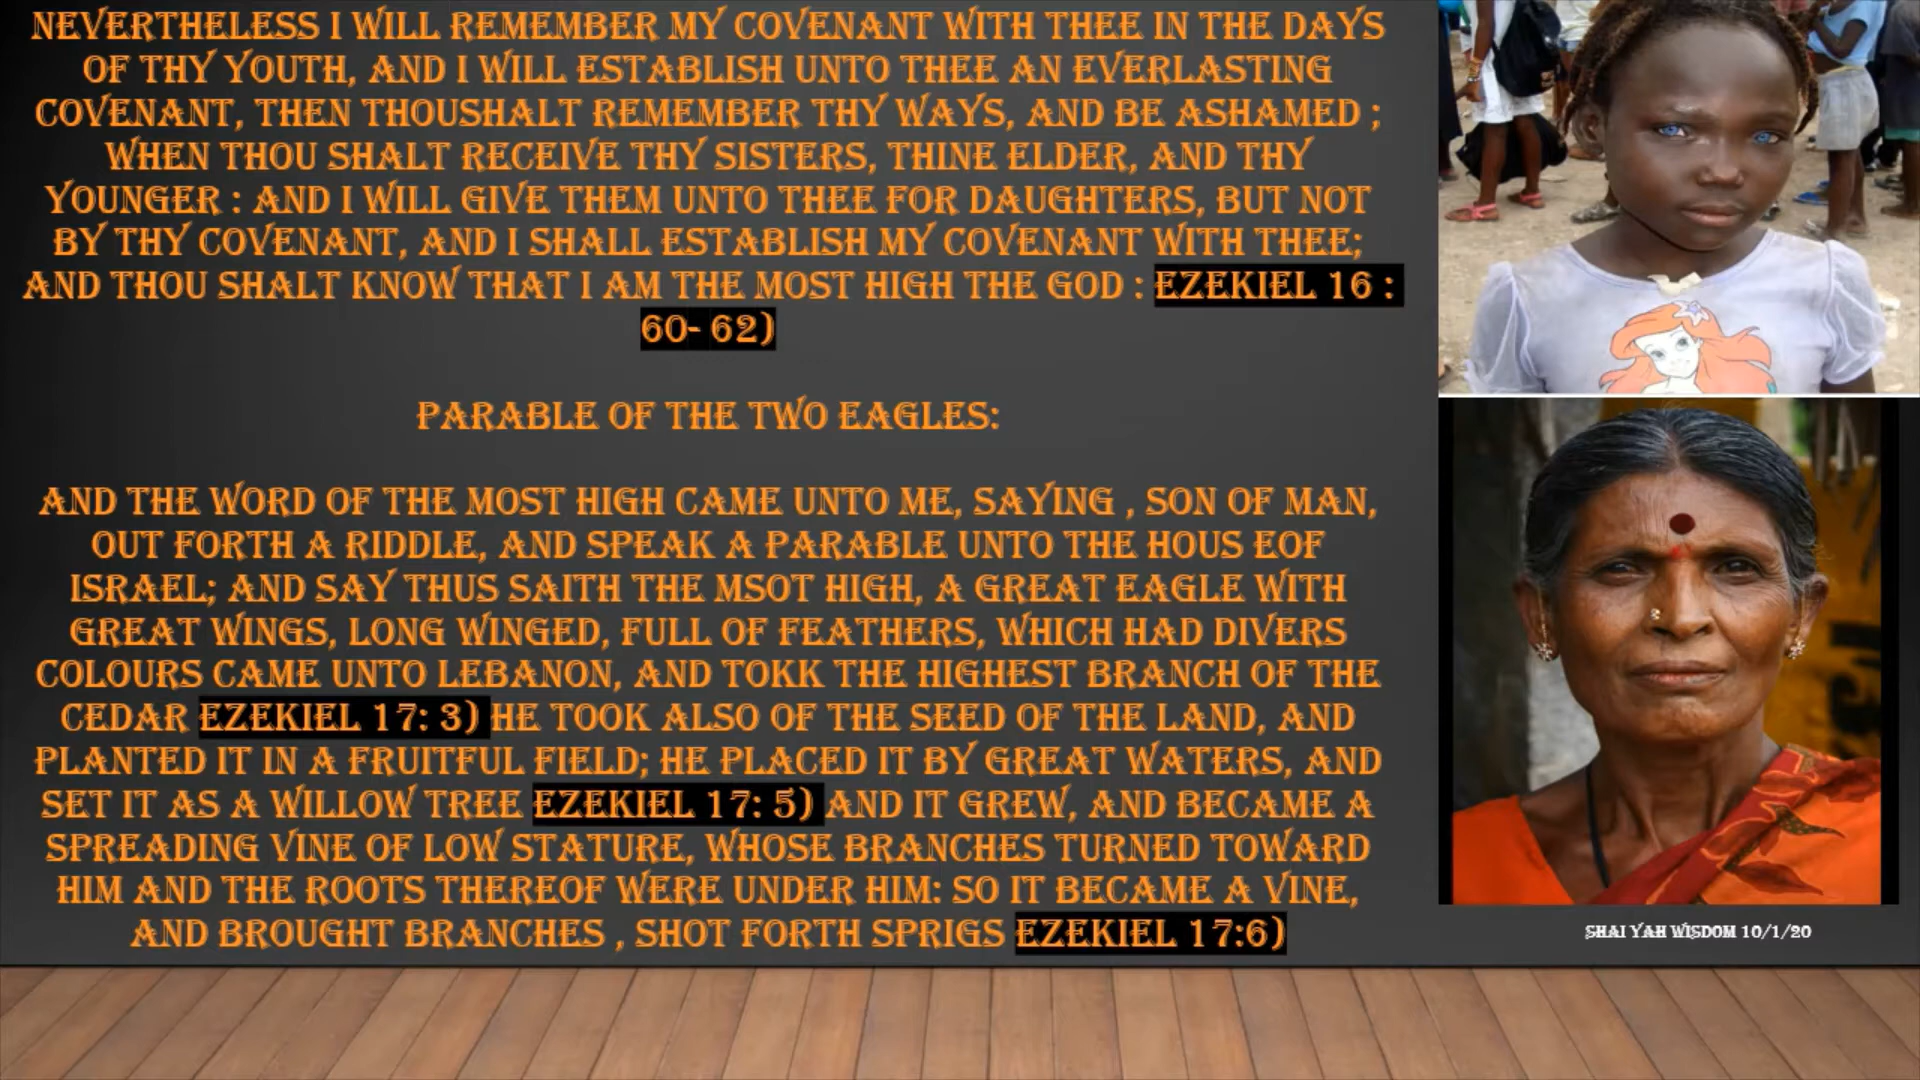 NEVERTHELESS I WILL REMEMBER MY COVENANT WITH THEE IN THE DAYS
OF THY YOUTH, AND I WILL ESTABLISH UNTO THEE AN EVERLASTING
COVENANT, THEN THOUSHALT REMEMBER THY WAYS, AND BE ASHAMED ;
WHEN THOU SHALT RECEIVE THY SISTERS, THINE ELDER, AND THY
YOUNGER : AND I WILL GIVE THEM UNTO THEE FOR DAUGHTERS, BUT NOT
BY THY COVENANT, AND I SHALL ESTABLISH MY COVENANT WITH THEE;
AND THOU SHALT KNOW THAT I AM THE MOST HIGH THE GOD : EZEKIEL 16 :
60- 62)
PARABLE OF THE TWO EAGLES:
AND THE WORD OF THE MOST HIGH CAME UNTO ME, SAYING , SON OF MAN,
OUT FORTH A RIDDLE, AND SPEAK A PARABLE UNTO THE HOUS EOF
ISRAEL; AND SAY THUS SAITH THE MSOT HIGH, A GREAT EAGLE WITH
GREAT WINGS, LONG WINGED, FULL OF FEATHERS, WHICH HAD DIVERS
COLOURS CAME UNTO LEBANON, AND TOKK THE HIGHEST BRANCH OF THE
CEDAR EZEKIEL 17: 3) HE TOOK ALSO OF THE SEED OF THE LAND, AND
PLANTED IT IN A FRUITFUL FIELD; HE PLACED IT BY GREAT WATERS, AND
SET IT AS A WILLOW TREE EZEKIEL 17: 5) AND IT GREW, AND BECAME A
SPREADING VINE OF LOW STATURE, WHOSE BRANCHES TURNED TOWARD
HIM AND THE ROOTS THEREOF WERE UNDER HIM: SO IT BECAME A VINE,
AND BROUGHT BRANCHES , SHOT FORTH SPRIGS EZEKIEL 17:6)
SHAI YAH WISDOM 10/1/20